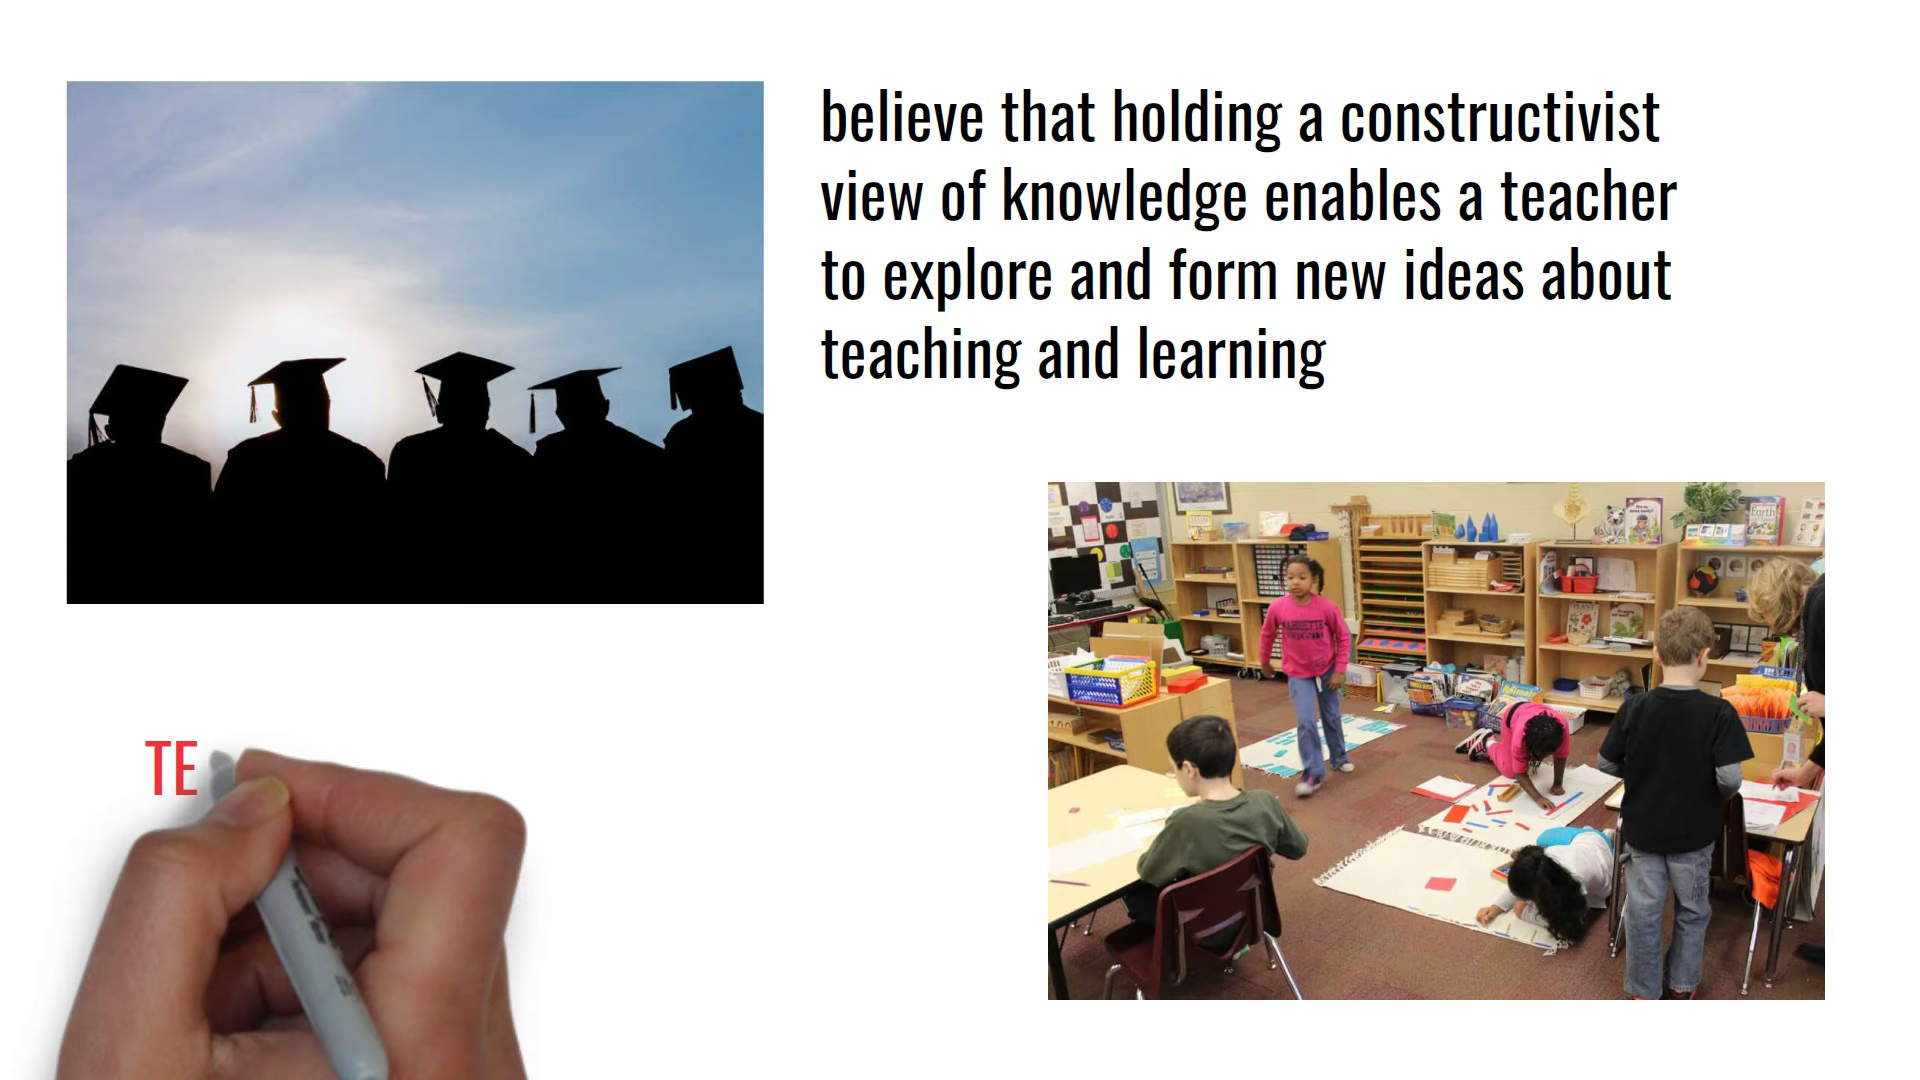 believe that holding a constructivist
view of knowledge enables a teacher
to explore and form new ideas about
teaching and learning
TE
Earth